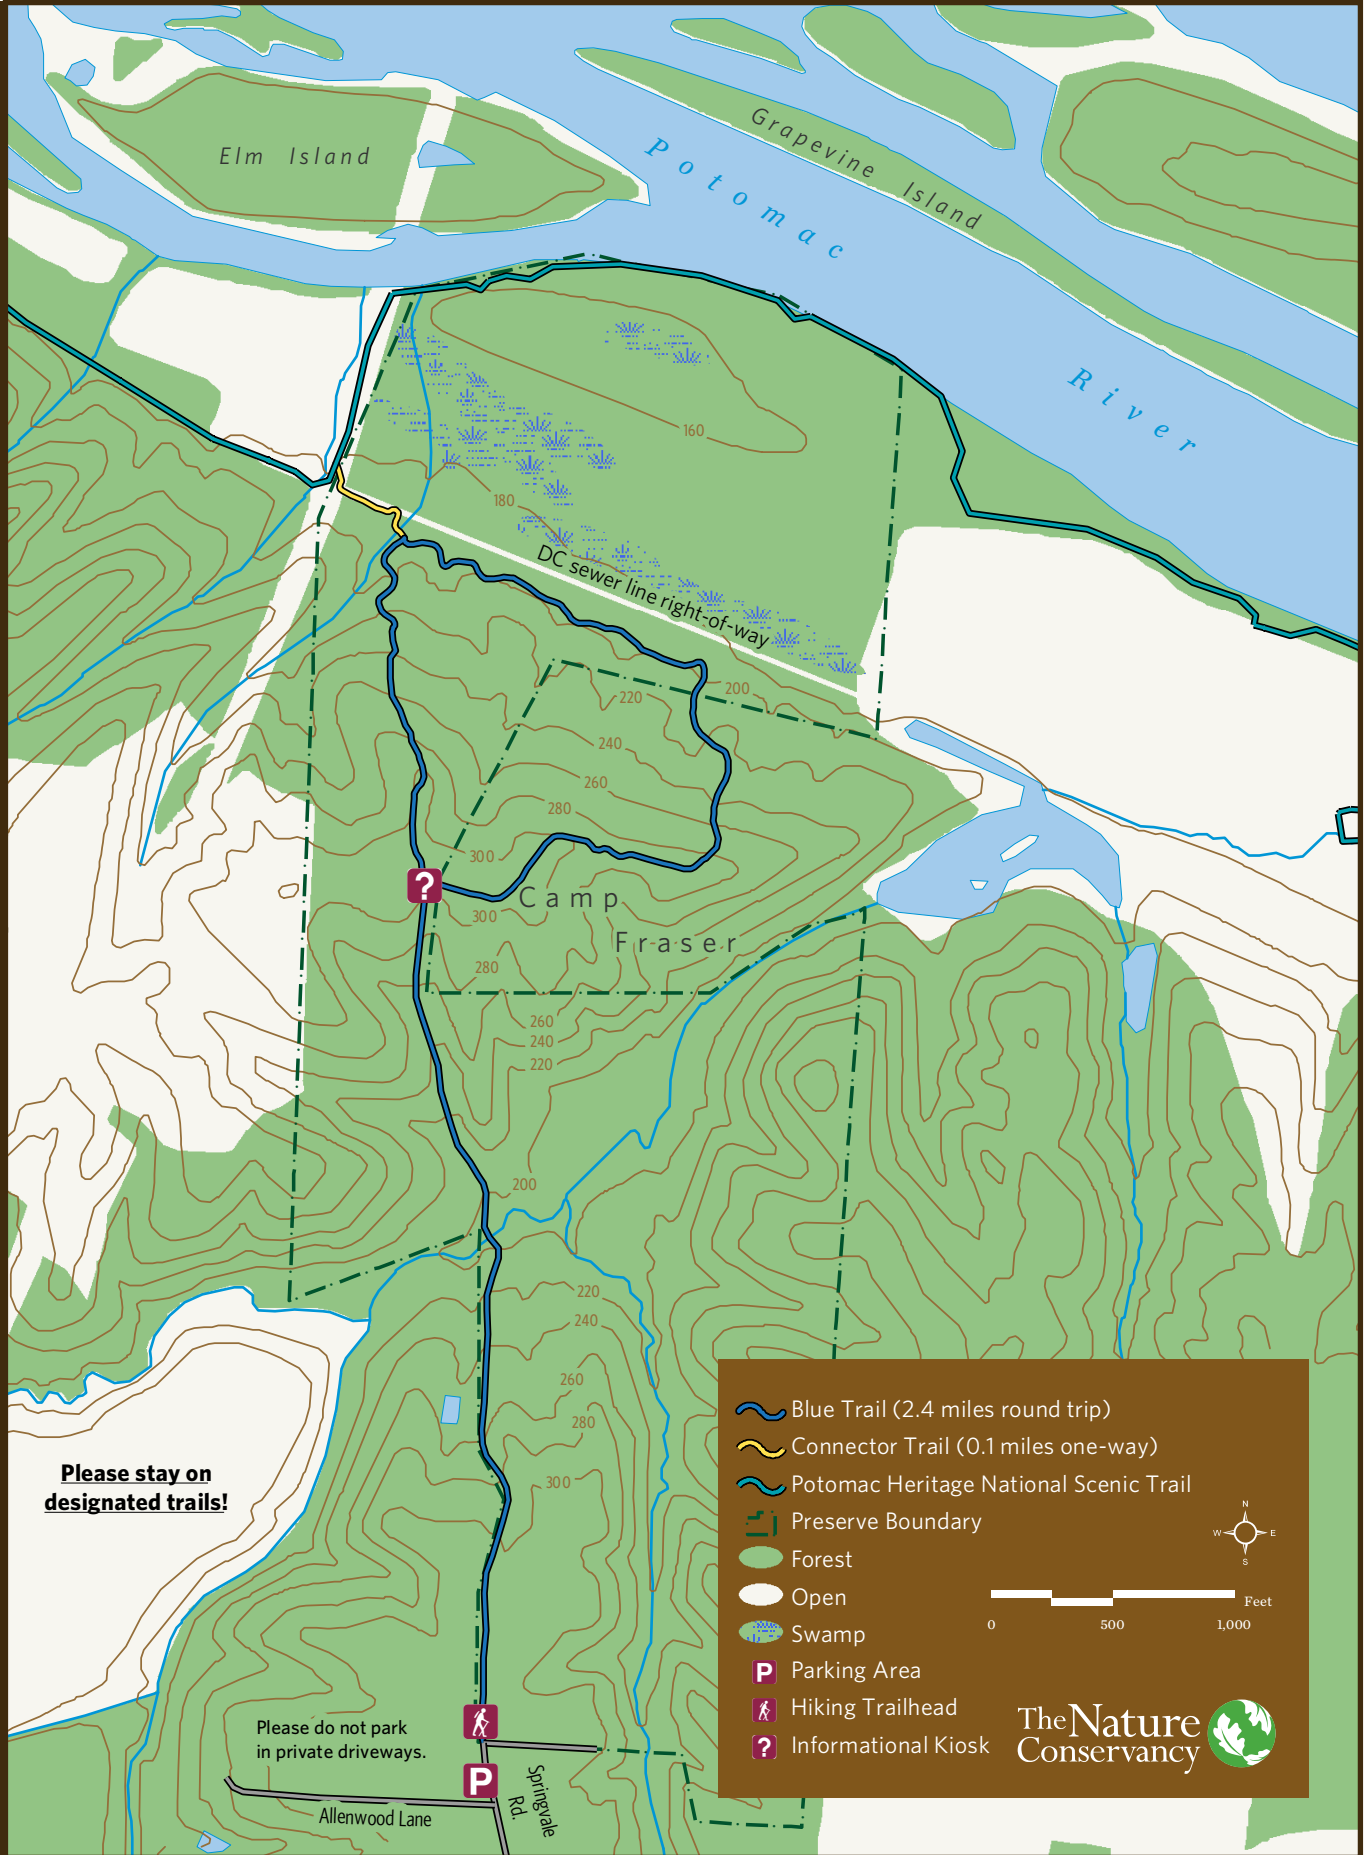 Elm Island
Grapevine Island
Potomac
River
160
180
DC sewer line right-of-way
200
220
240
260
280
300
Camp
300
Fraser
280
260
240
220
200
220
240
260
280
300
Please stay on
designated trails!
Blue Trail (2.4 miles round trip)
Connector Trail (0.1 miles one-way)
Potomac Heritage National Scenic Trail
Preserve Boundary
Forest
Open
Swamp
P Parking Area
Hiking Trailhead
? Informational Kiosk
N
W E
S
Feet
0 500 1,000
The Nature
Conservancy
?
Please do not park
in private driveways.
P
Springvale
Rd.
Allenwood Lane